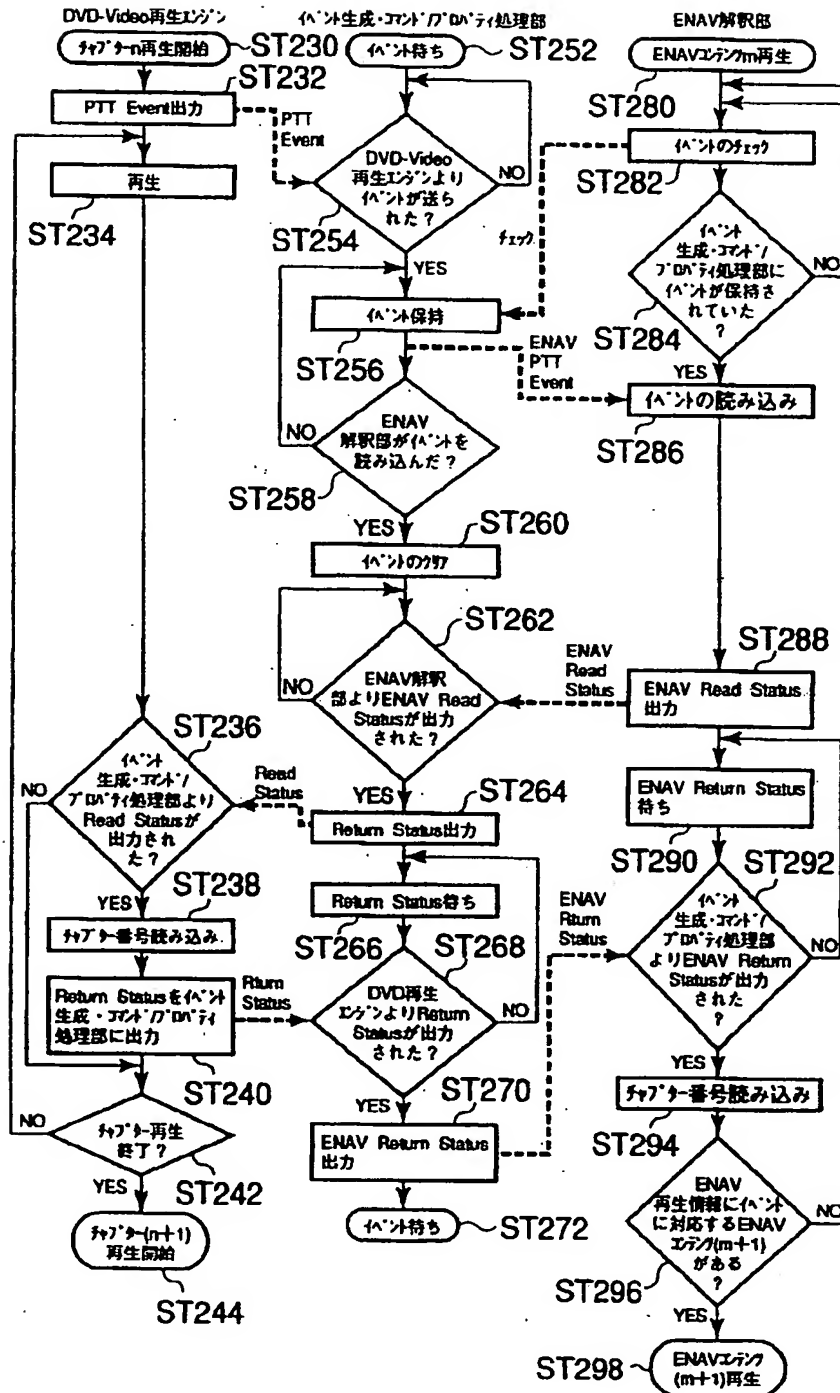 DVD-Video再生エンジン
チャプターn再生開始
ST230
ST232
PTT Event出力
PTT
Event
再生
ST234
ST236
イベント
生成・コマンド/
プロパティ処理部より
Read Statusが
出力され
た?
NO
Read
Status
YES
ST238
チャプター番号読み込み
Return Statusをイベント
生成・コマンド/プロパティ
処理部に出力
Rturn
Status
ST240
NO
チャプター再生
終了?
YES
ST242
チャプター(n+1)
再生開始
ST244
イベント生成・コマンド/プロパティ処理部
イベント待ち
ST252
DVD-Video
再生エンジンより
イベントが送ら
れた?
NO
ST254
チェック
YES
イベント保持
ST256
ENAV
PTT
Event
NO
ENAV
解釈部がイベントを
読み込んだ?
ST258
YES
ST260
イベントのクリア
ST262
NO
ENAV解釈
部よりENAV Read
Statusが出力
された?
ENAV
Read
Status
YES
ST264
Return Status出力
Return Status待ち
ST266
ST268
DVD再生
エンジンよりReturn
Statusが出力
された?
NO
ENAV
Rturn
Status
YES
ST270
ENAV Return Status
出力
イベント待ち
ST272
ENAV解釈部
ENAVコンテンツm再生
ST280
イベントのチェック
ST282
イベント
生成・コマンド/
プロパティ処理部に
イベントが保持さ
れていた
?
NO
ST284
YES
イベントの読み込み
ST286
ST288
ENAV Read Status
出力
ENAV Return Status
待ち
ST290
ST292
イベント
生成・コマンド/
プロパティ処理部
よりENAV Return
Statusが出力
された
?
NO
YES
チャプター番号読み込み
ST294
ENAV
再生情報にイベント
に対応するENAV
コンテンツ(m+1)
がある
?
NO
ST296
YES
ST298
ENAVコンテンツ
(m+1)再生